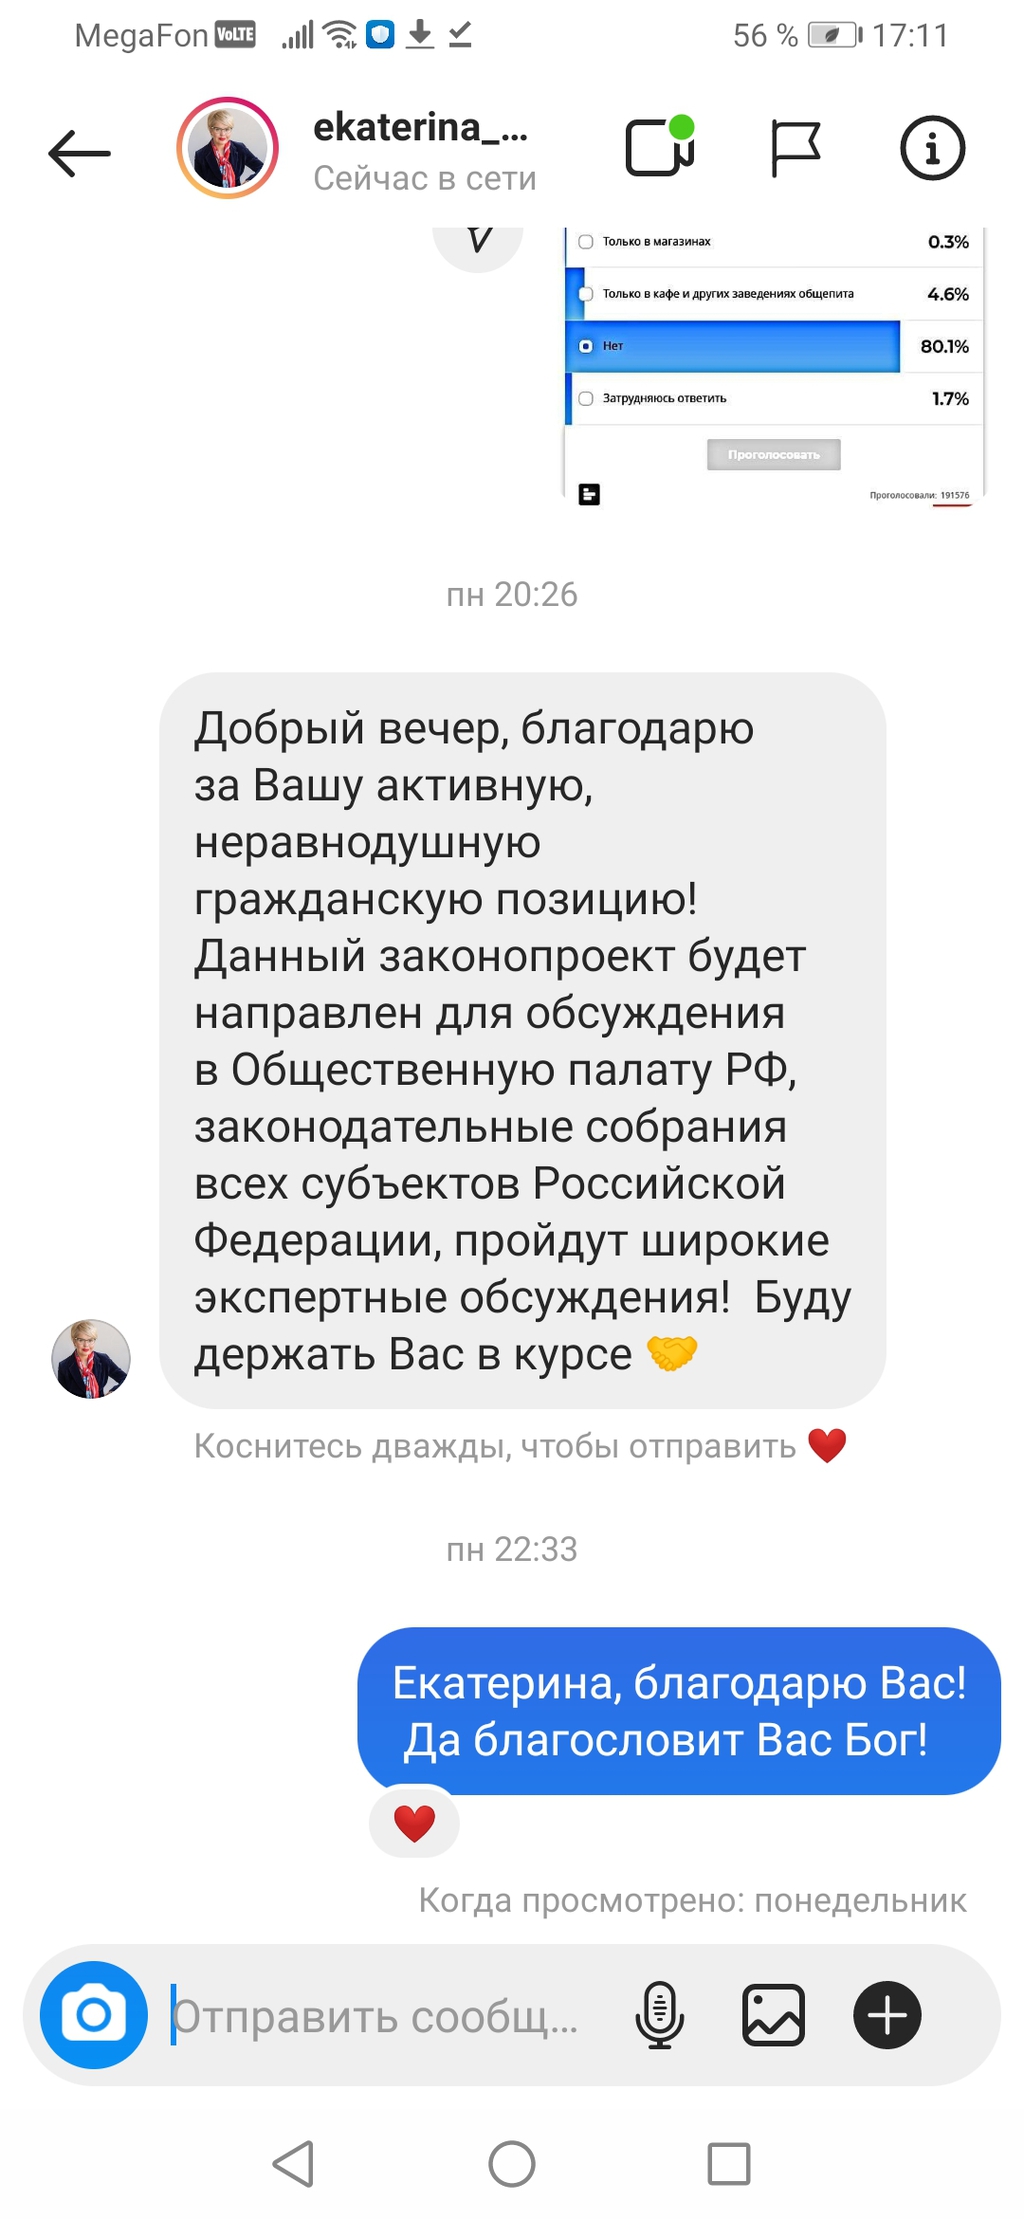 MegaFon VoLTE 56 % 17:11
ekaterina_...
Сейчас в сети
Только в магазинах 0.3%
Только в кафе и других заведениях общепита 4.6%
Нет 80.1%
Затрудняюсь ответить 1.7%
Проголосовать
Проголосовали: 191576
пн 20:26
Добрый вечер, благодарю
за Вашу активную,
неравнодушную
гражданскую позицию!
Данный законопроект будет
направлен для обсуждения
в Общественную палату РФ,
законодательные собрания
всех субъектов Российской
Федерации, пройдут широкие
экспертные обсуждения! Буду
держать Вас в курсе 🤝
Коснитесь дважды, чтобы отправить ❤️
пн 22:33
Екатерина, благодарю Вас!
Да благословит Вас Бог!
❤️
Когда просмотрено: понедельник
Отправить сообщ...